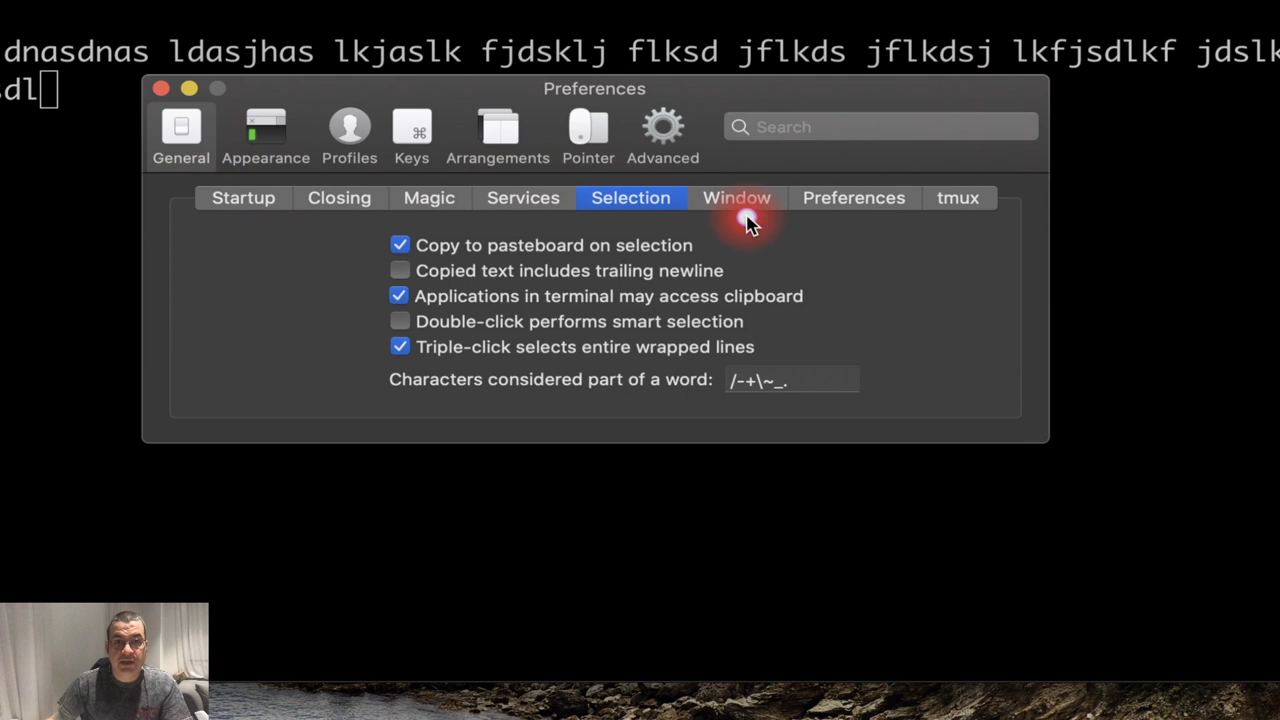 dnasdnas ldasjhas lkjaslk fjdsklj flksd jflkds jflkdsj lkfjsdlkf jdslk
sdl
Preferences
General Appearance Profiles Keys Arrangements Pointer Advanced
Search
Startup Closing Magic Services Selection Window Preferences tmux
Copy to pasteboard on selection
Copied text includes trailing newline
Applications in terminal may access clipboard
Double-click performs smart selection
Triple-click selects entire wrapped lines
Characters considered part of a word: /-+\~_.